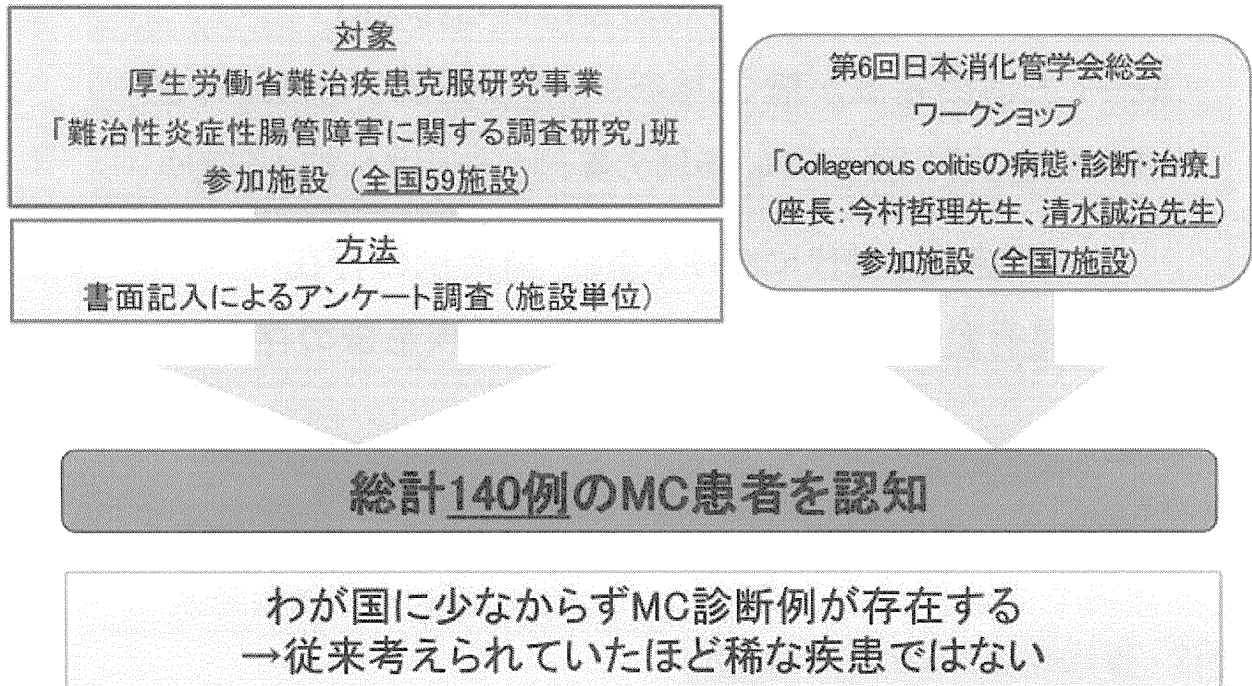 対象
厚生労働省難治疾患克服研究事業
「難治性炎症性腸管障害に関する調査研究」班
参加施設 (全国59施設)
方法
書面記入によるアンケート調査 (施設単位)
第6回日本消化管学会総会
ワークショップ
「Collagenous colitisの病態・診断・治療」
(座長:今村哲理先生、清水誠治先生)
参加施設 (全国7施設)
総計140例のMC患者を認知
わが国に少なからずMC診断例が存在する
→従来考えられていたほど稀な疾患ではない